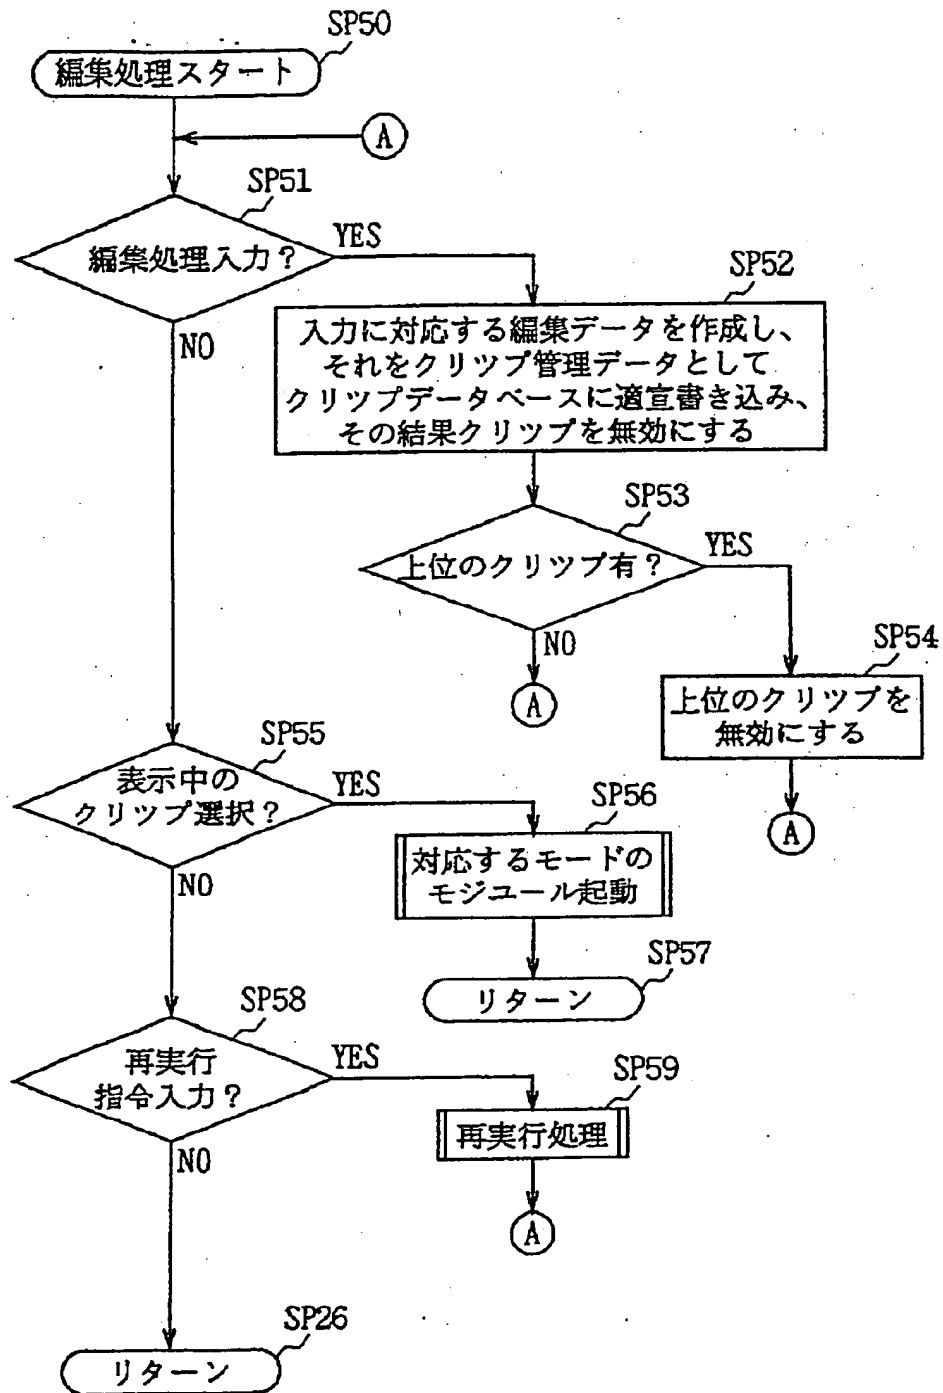 SP50
編集処理スタート
A
SP51
編集処理入力?
YES
NO
SP52
入力に対応する編集データを作成し、
それをクリツプ管理データとして
クリツプデータベースに適宣書き込み、
その結果クリップを無効にする
SP53
上位のクリツプ有?
YES
NO
A
SP54
上位のクリツプを
無効にする
A
SP55
表示中の
クリツプ選択?
YES
NO
SP56
対応するモードの
モジユール起動
SP57
リターン
SP58
再実行
指令入力?
YES
NO
SP59
再実行処理
A
SP26
リターン